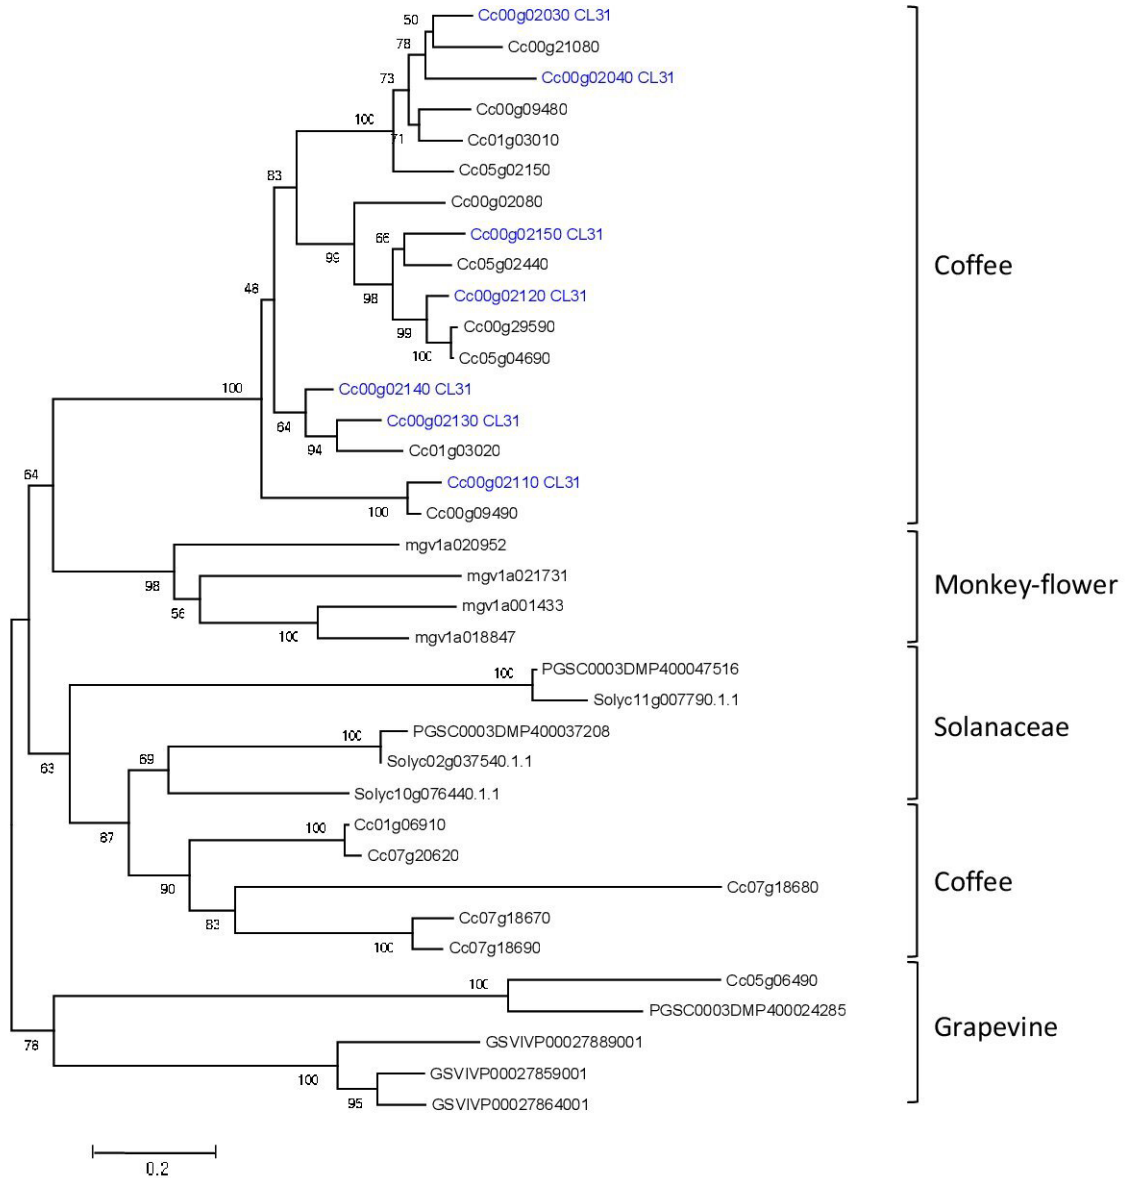 Cc00g02030 CL31
50
Cc00g21080
78
Cc00g02040 CL31
73
Cc00g09480
100
71
Cc01g03010
Cc05g02150
83
Cc00g02080
66
Cc00g02150 CL31
99
Cc05g02440
Coffee
48
98
Cc00g02120 CL31
99
Cc00g29590
100
Cc05g04690
100
Cc00g02140 CL31
64
Cc00g02130 CL31
94
Cc01g03020
64
Cc00g02110 CL31
100
Cc00g09490
mgv1a020952
98
mgv1a021731
Monkey-flower
56
mgv1a001433
100
mgv1a018847
100
PGSC0003DMP400047516
Solyc11g007790.1.1
Solanaceae
100
PGSC0003DMP400037208
63
69
Solyc02g037540.1.1
Solyc10g076440.1.1
87
100
Cc01g06910
Cc07g20620
90
Cc07g18680
Coffee
83
Cc07g18670
100
Cc07g18690
100
Cc05g06490
PGSC0003DMP400024285
Grapevine
78
GSVIVP00027889001
100
GSVIVP00027859001
95
GSVIVP00027864001
0.2